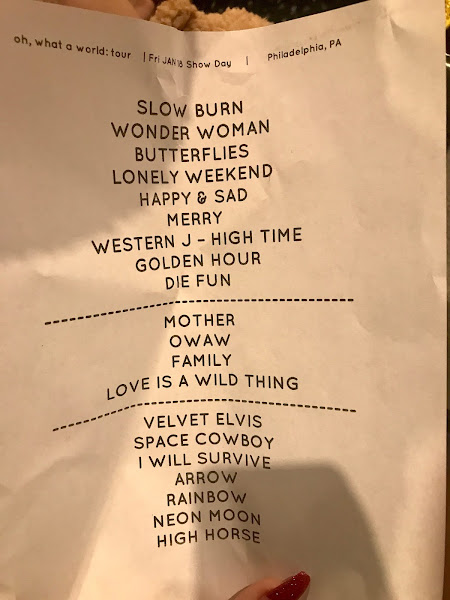 oh, what a world: tour | Fri JAN 18 Show Day | Philadelphia, PA
SLOW BURN
WONDER WOMAN
BUTTERFLIES
LONELY WEEKEND
HAPPY & SAD
MERRY
WESTERN J - HIGH TIME
GOLDEN HOUR
DIE FUN
MOTHER
OWAW
FAMILY
LOVE IS A WILD THING
VELVET ELVIS
SPACE COWBOY
I WILL SURVIVE
ARROW
RAINBOW
NEON MOON
HIGH HORSE